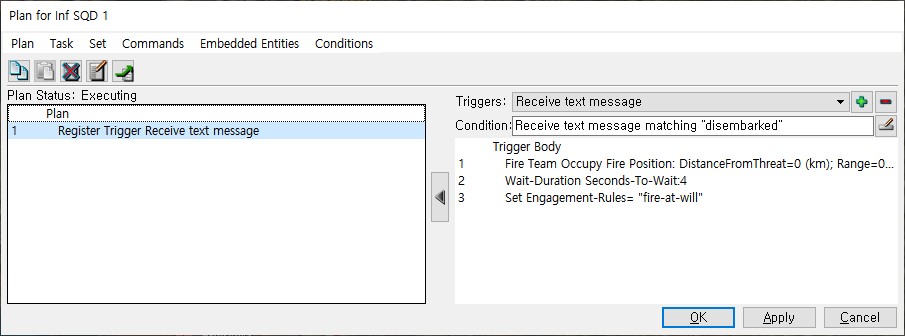 Plan for Inf SQD 1
Plan Task Set Commands Embedded Entities Conditions
Plan Status: Executing
Plan
1 Register Trigger Receive text message
Triggers: Receive text message
Condition: Receive text message matching "disembarked"
Trigger Body
1 Fire Team Occupy Fire Position: DistanceFromThreat=0 (km); Range=0...
2 Wait-Duration Seconds-To-Wait:4
3 Set Engagement-Rules= "fire-at-will"
OK Apply Cancel